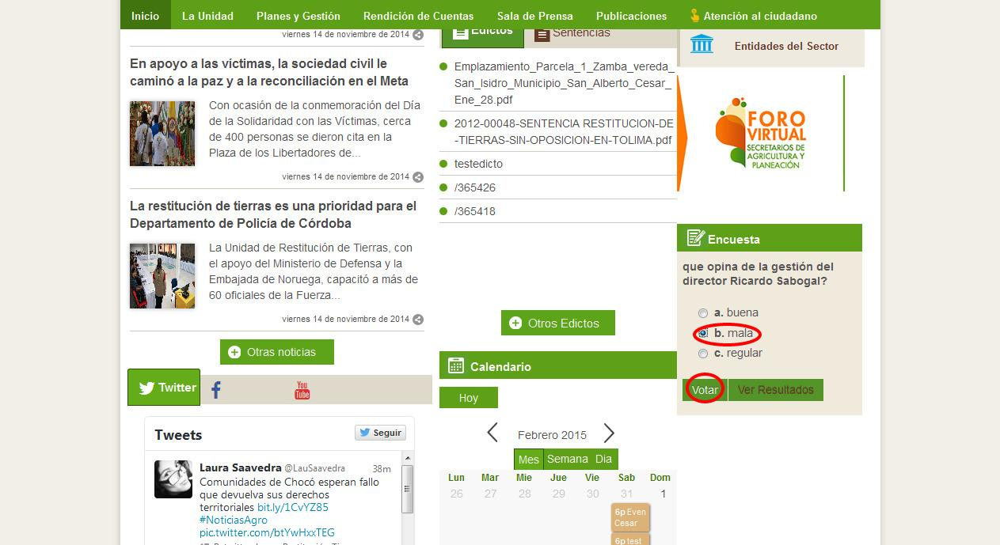 Inicio La Unidad Planes y Gestión Rendición de Cuentas Sala de Prensa Publicaciones Atención al ciudadano
viernes 14 de noviembre de 2014
En apoyo a las víctimas, la sociedad civil le
caminó a la paz y a la reconciliación en el Meta
Con ocasión de la conmemoración del Día
de la Solidaridad con las Víctimas, cerca
de 400 personas se dieron cita en la
Plaza de los Libertadores de...
viernes 14 de noviembre de 2014
La restitución de tierras es una prioridad para el
Departamento de Policía de Córdoba
La Unidad de Restitución de Tierras, con
el apoyo del Ministerio de Defensa y la
Embajada de Noruega, capacitó a más de
60 oficiales de la Fuerza...
viernes 14 de noviembre de 2014
Otras noticias
Twitter
You
Tube
Tweets
Seguir
Laura Saavedra @LauSaavedra 38m
Comunidades de Chocó esperan fallo
que devuelva sus derechos
territoriales bit.ly/1CvYZ85
#NoticiasAgro
pic.twitter.com/btYwHxxTEG
Edictos Sentencias
Emplazamiento_Parcela_1_Zamba_vereda_
San_Isidro_Municipio_San_Alberto_Cesar_
Ene_28.pdf
2012-00048-SENTENCIA RESTITUCION-DE
-TIERRAS-SIN-OPOSICION-EN-TOLIMA.pdf
testedicto
/365426
/365418
Otros Edictos
Calendario
Hoy
Febrero 2015
Mes Semana Dia
Lun Mar Mie Jue Vie Sab Dom
26 27 28 29 30 31 1
6p Even
Cesar
6p test
Entidades del Sector
FORO
VIRTUAL
SECRETARIOS DE
AGRICULTURA Y
PLANEACIÓN
Encuesta
que opina de la gestión del
director Ricardo Sabogal?
a. buena
b. mala
c. regular
Votar Ver Resultados